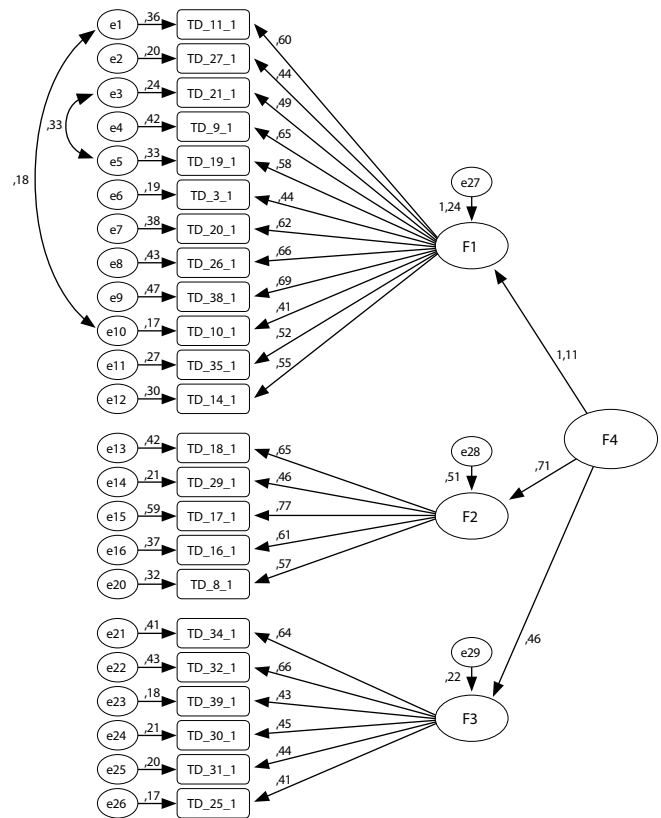 e1 ,36 TD_11_1 ,60
e2 ,20 TD_27_1 ,44
e3 ,24 TD_21_1 ,49
e4 ,42 TD_9_1 ,65
,33
e5 ,33 TD_19_1 ,58
,18
e6 ,19 TD_3_1 ,44
e7 ,38 TD_20_1 ,62
e8 ,43 TD_26_1 ,66
e9 ,47 TD_38_1 ,69
e10 ,17 TD_10_1 ,41
e11 ,27 TD_35_1 ,52
e12 ,30 TD_14_1 ,55
e27
1,24
F1
1,11
F4
e13 ,42 TD_18_1 ,65
e14 ,21 TD_29_1 ,46
e15 ,59 TD_17_1 ,77
e16 ,37 TD_16_1 ,61
e20 ,32 TD_8_1 ,57
e28
,51
F2
,71
e21 ,41 TD_34_1 ,64
e22 ,43 TD_32_1 ,66
e23 ,18 TD_39_1 ,43
e24 ,21 TD_30_1 ,45
e25 ,20 TD_31_1 ,44
e26 ,17 TD_25_1 ,41
e29
,22
F3
,46